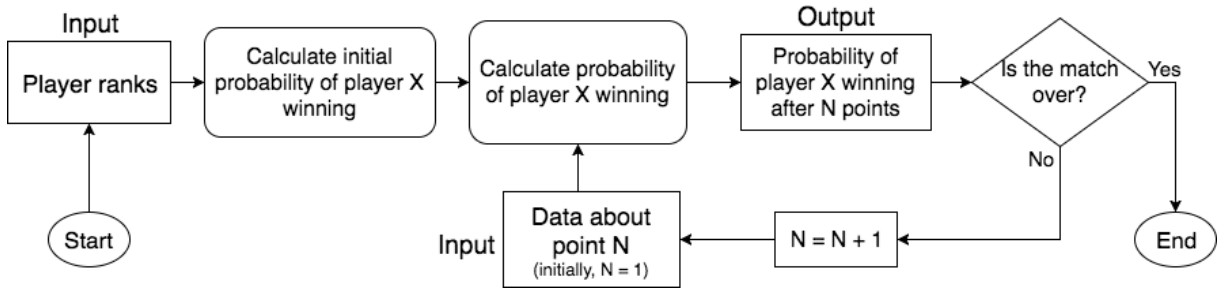 Input
Player ranks
Start
Calculate initial
probability of player X
winning
Calculate probability
of player X winning
Output
Probability of
player X winning
after N points
Is the match
over?
Yes
No
N = N + 1
Input
Data about
point N
(initially, N = 1)
End